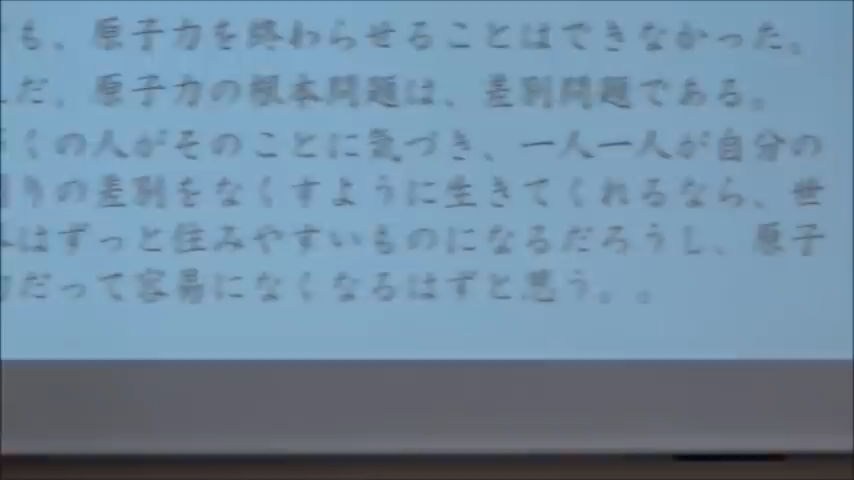 も、原子力を終わらせることはできなかった。
だ、原子力の根本問題は、差別問題である。
くの人がそのことに気づき、一人一人が自分の
りの差別をなくすように生きてくれるなら、世
はずっと住みやすいものになるだろうし、原子
だって容易になくなるはずと思う。。